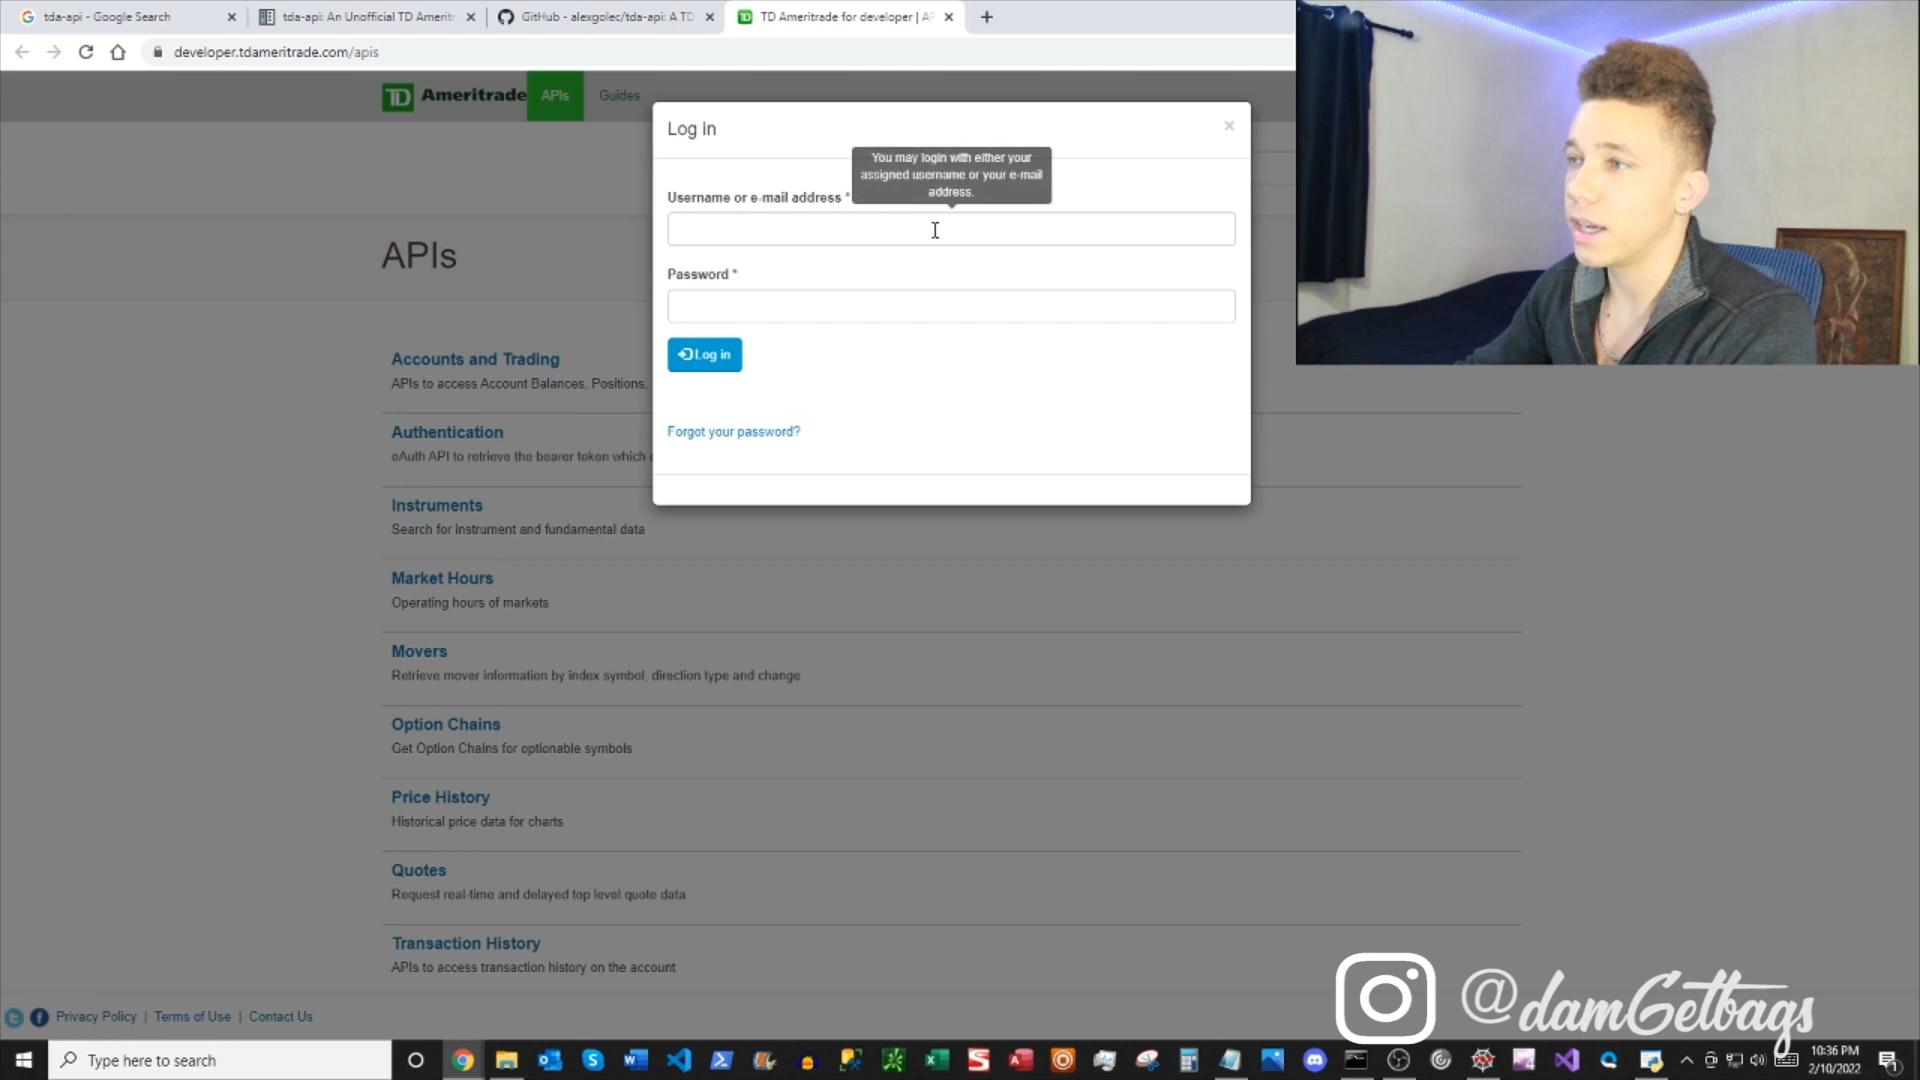 tda-api - Google Search
tda-api: An Unofficial TD Amerit
GitHub - alexgolec/tda-api: A TD
TD Ameritrade for developer | AP
developer.tdameritrade.com/apis
TD Ameritrade
APIs
Guides
Log in
×
You may login with either your
assigned username or your e-mail
address.
Username or e-mail address *
Password *
Log in
Forgot your password?
APIs
Accounts and Trading
APIs to access Account Balances, Positions,
Authentication
oAuth API to retrieve the bearer token which
Instruments
Search for instrument and fundamental data
Market Hours
Operating hours of markets
Movers
Retrieve mover information by index symbol, direction type and change
Option Chains
Get Option Chains for optionable symbols
Price History
Historical price data for charts
Quotes
Request real-time and delayed top level quote data
Transaction History
APIs to access transaction history on the account
Privacy Policy | Terms of Use | Contact Us
@damGetbags
Type here to search
10:36 PM
2/10/2022